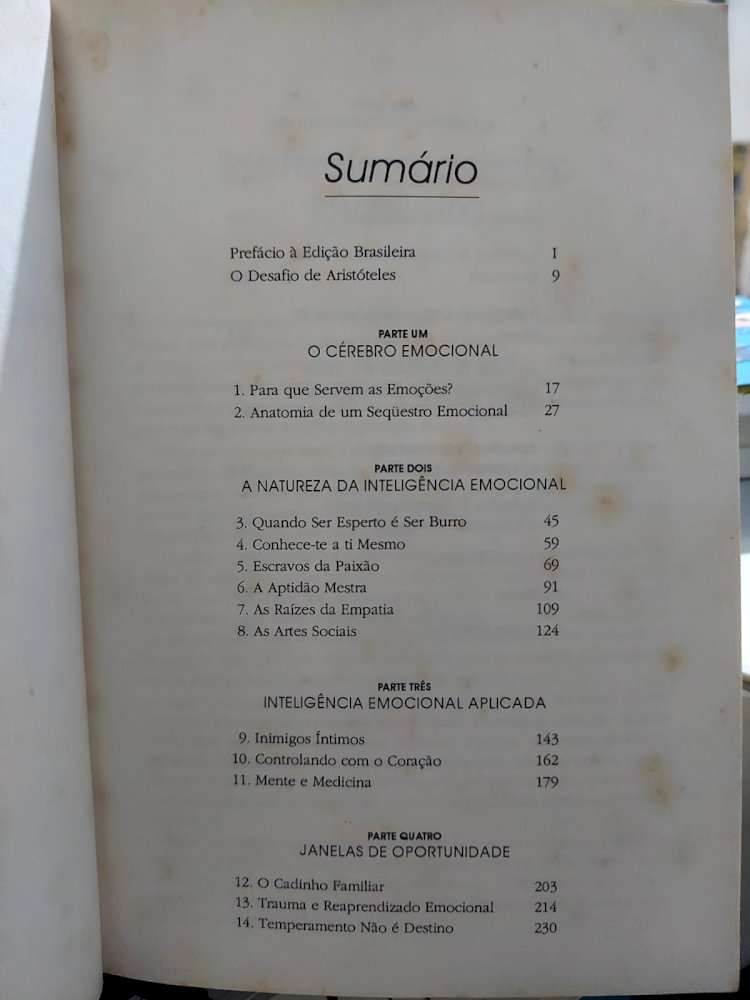 Sumário
Prefácio à Edição Brasileira I
O Desafio de Aristóteles 9
PARTE UM
O CÉREBRO EMOCIONAL
1. Para que Servem as Emoções? 17
2. Anatomia de um Seqüestro Emocional 27
PARTE DOIS
A NATUREZA DA INTELIGÊNCIA EMOCIONAL
3. Quando Ser Esperto é Ser Burro 45
4. Conhece-te a ti Mesmo 59
5. Escravos da Paixão 69
6. A Aptidão Mestra 91
7. As Raízes da Empatia 109
8. As Artes Sociais 124
PARTE TRÊS
INTELIGÊNCIA EMOCIONAL APLICADA
9. Inimigos Íntimos 143
10. Controlando com o Coração 162
11. Mente e Medicina 179
PARTE QUATRO
JANELAS DE OPORTUNIDADE
12. O Cadinho Familiar 203
13. Trauma e Reaprendizado Emocional 214
14. Temperamento Não é Destino 230